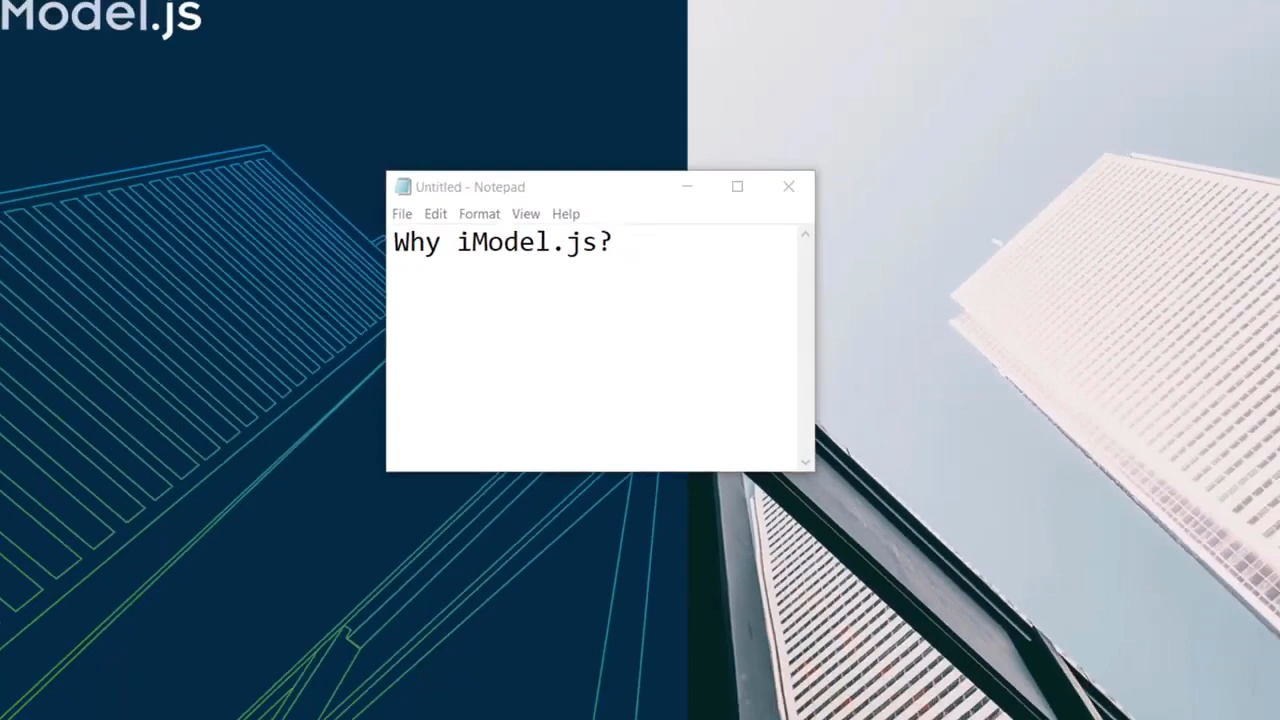 Model.js
Untitled - Notepad
File Edit Format View Help
Why iModel.js?